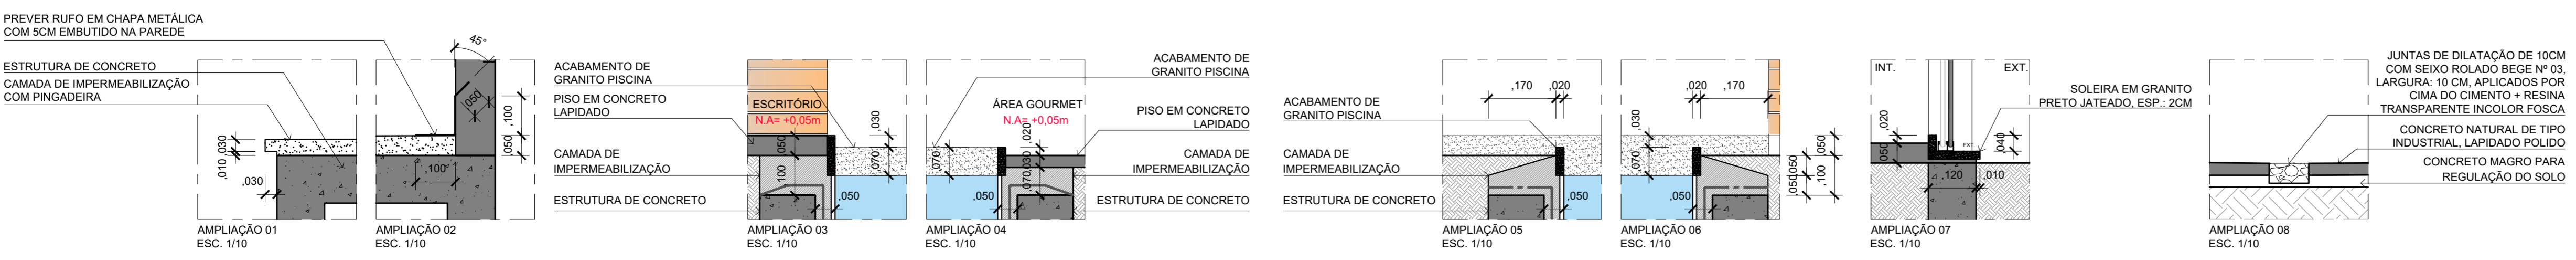 PREVER RUFO EM CHAPA METÁLICA
COM 5CM EMBUTIDO NA PAREDE
ESTRUTURA DE CONCRETO
CAMADA DE IMPERMEABILIZAÇÃO
COM PINGADEIRA
,030
,010
,030
AMPLIAÇÃO 01
ESC. 1/10
45°
,050
,100
,050
,100
AMPLIAÇÃO 02
ESC. 1/10
ACABAMENTO DE
GRANITO PISCINA
PISO EM CONCRETO
LAPIDADO
CAMADA DE
IMPERMEABILIZAÇÃO
ESTRUTURA DE CONCRETO
ESCRITÓRIO
N.A= +0,05m
,050
,100
,030
,070
,050
AMPLIAÇÃO 03
ESC. 1/10
ÁREA GOURMET
N.A= +0,05m
,020
,030
,070
,070
,050
AMPLIAÇÃO 04
ESC. 1/10
ACABAMENTO DE
GRANITO PISCINA
PISO EM CONCRETO
LAPIDADO
CAMADA DE
IMPERMEABILIZAÇÃO
ESTRUTURA DE CONCRETO
ACABAMENTO DE
GRANITO PISCINA
CAMADA DE
IMPERMEABILIZAÇÃO
ESTRUTURA DE CONCRETO
,170
,020
,050
AMPLIAÇÃO 05
ESC. 1/10
,020
,170
,030
,070
,050
,050
,050
,050
,100
AMPLIAÇÃO 06
ESC. 1/10
INT.
EXT.
,020
,050
EXT
,040
,120
,010
AMPLIAÇÃO 07
ESC. 1/10
SOLEIRA EM GRANITO
PRETO JATEADO, ESP.: 2CM
AMPLIAÇÃO 08
ESC. 1/10
JUNTAS DE DILATAÇÃO DE 10CM
COM SEIXO ROLADO BEGE Nº 03,
LARGURA: 10 CM, APLICADOS POR
CIMA DO CIMENTO + RESINA
TRANSPARENTE INCOLOR FOSCA
CONCRETO NATURAL DE TIPO
INDUSTRIAL, LAPIDADO POLIDO
CONCRETO MAGRO PARA
REGULAÇÃO DO SOLO